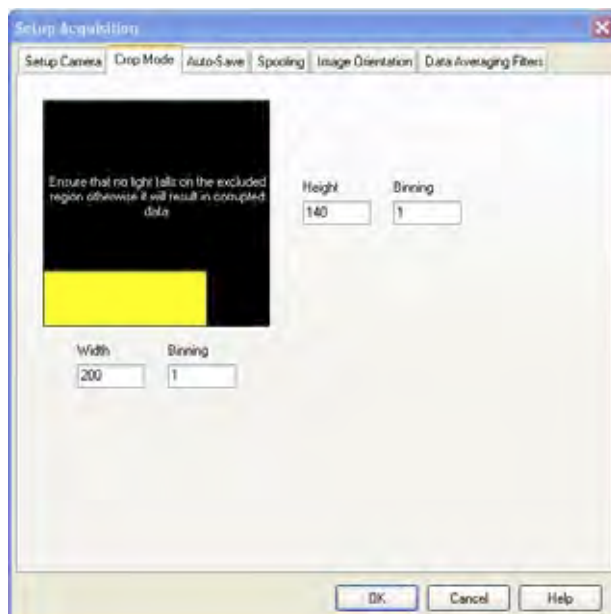 Setup Acquisition
Setup Camera Crop Mode Auto-Save Spooling Image Orientation Data Averaging Filters
Ensure that no light falls on the excluded
region otherwise it will result in corrupted
data
Height Binning
140 1
Width Binning
200 1
OK Cancel Help